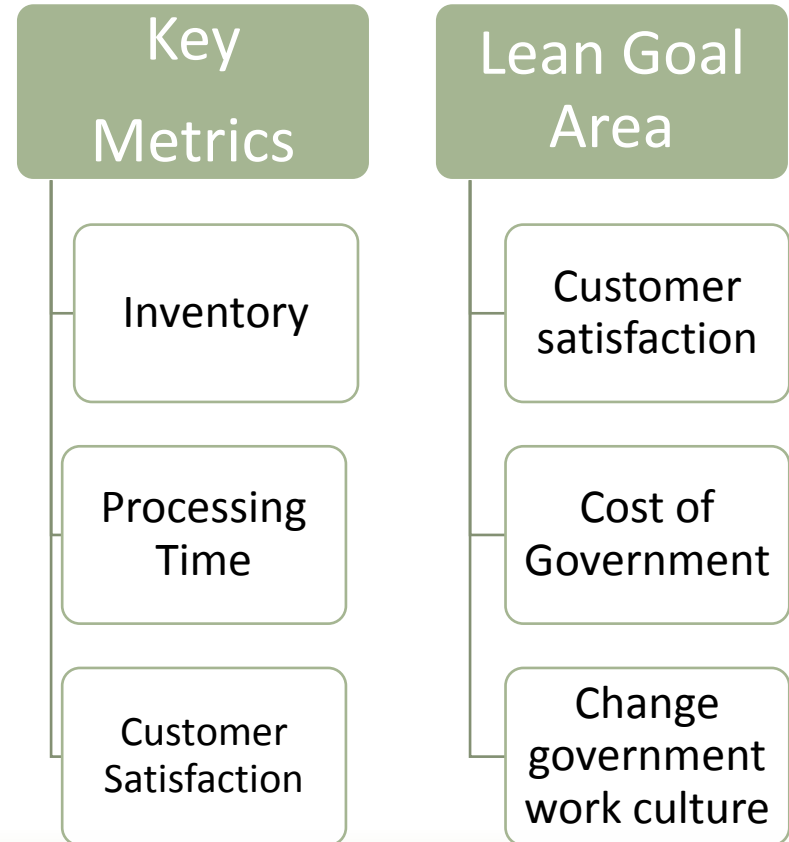 Key
Metrics
Inventory
Processing
Time
Customer
Satisfaction
Lean Goal
Area
Customer
satisfaction
Cost of
Government
Change
government
work culture